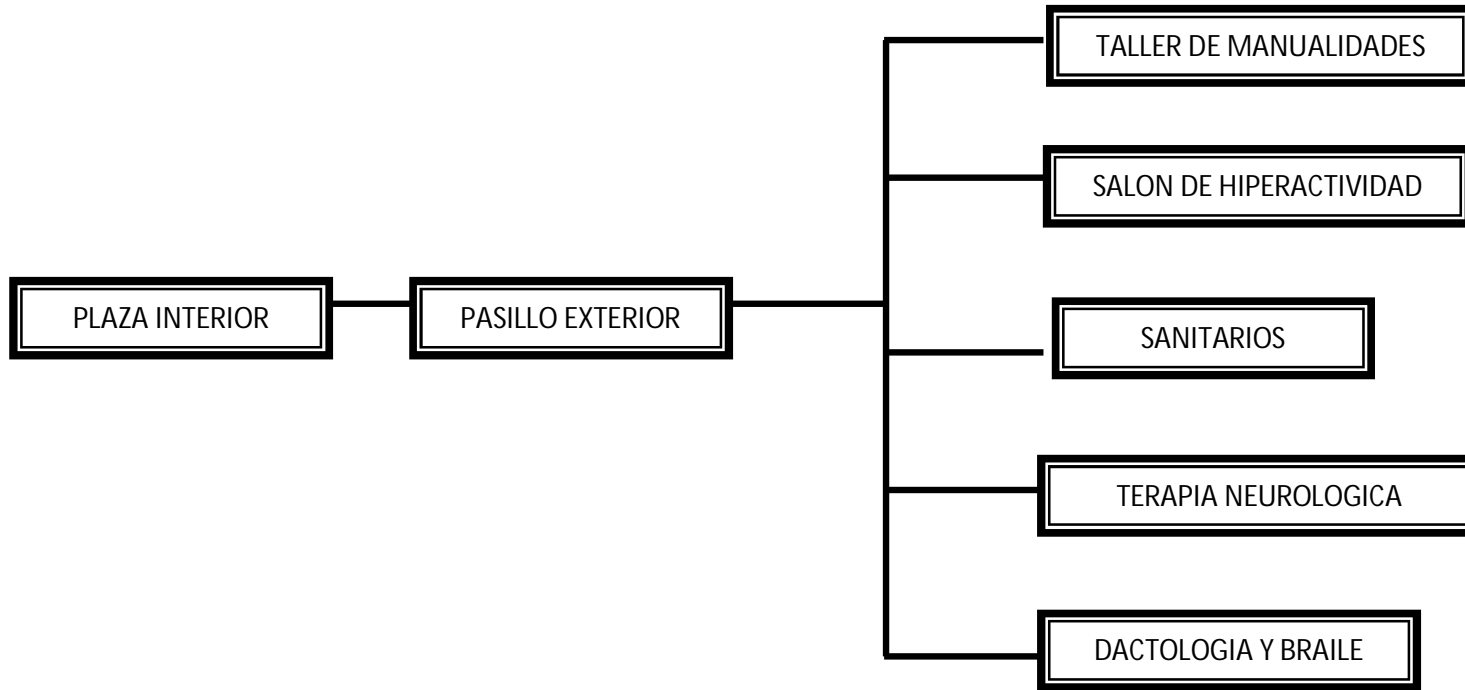 TALLER DE MANUALIDADES
SALON DE HIPERACTIVIDAD
PLAZA INTERIOR
PASILLO EXTERIOR
SANITARIOS
TERAPIA NEUROLOGICA
DACTOLOGIA Y BRAILE